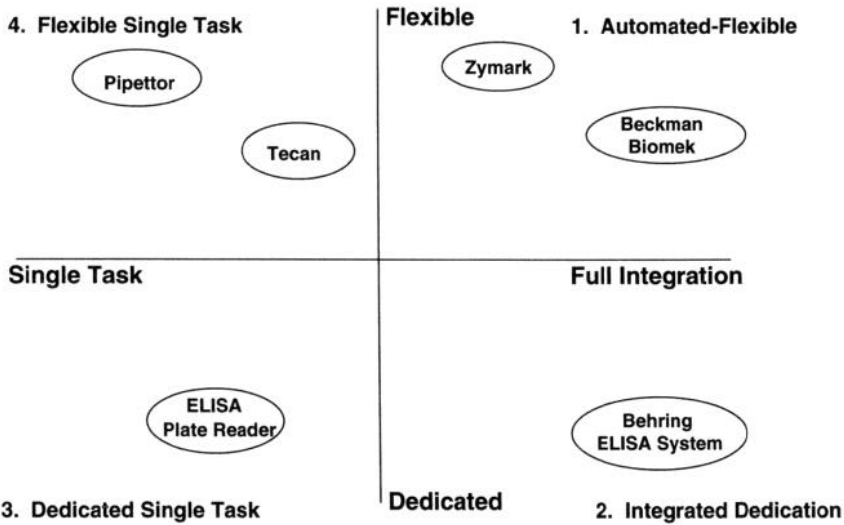 4. Flexible Single Task
Flexible
1. Automated-Flexible
Pipettor
Zymark
Tecan
Beckman
Biomek
Single Task
Full Integration
ELISA
Plate Reader
Behring
ELISA System
3. Dedicated Single Task
Dedicated
2. Integrated Dedication